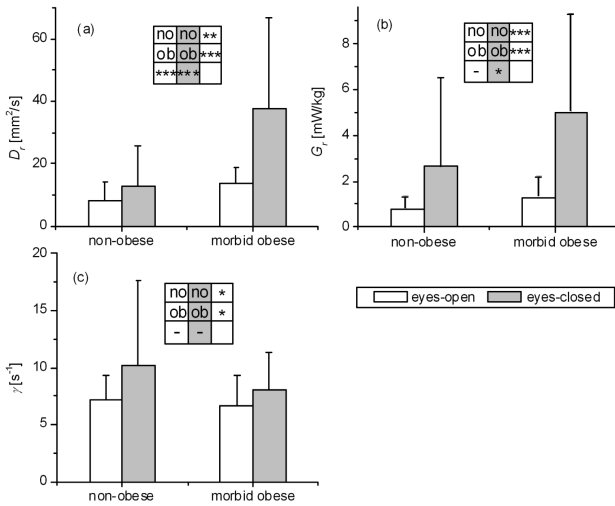 (a)
no no **
ob ob ***
*** ***
60
40
20
0
Dr [mm²/s]
non-obese morbid obese
(b)
no no ***
ob ob ***
- *
8
6
4
2
0
Gr [mW/kg]
non-obese morbid obese
(c)
no no *
ob ob *
- -
20
15
10
5
0
γ [s⁻¹]
non-obese morbid obese
eyes-open eyes-closed